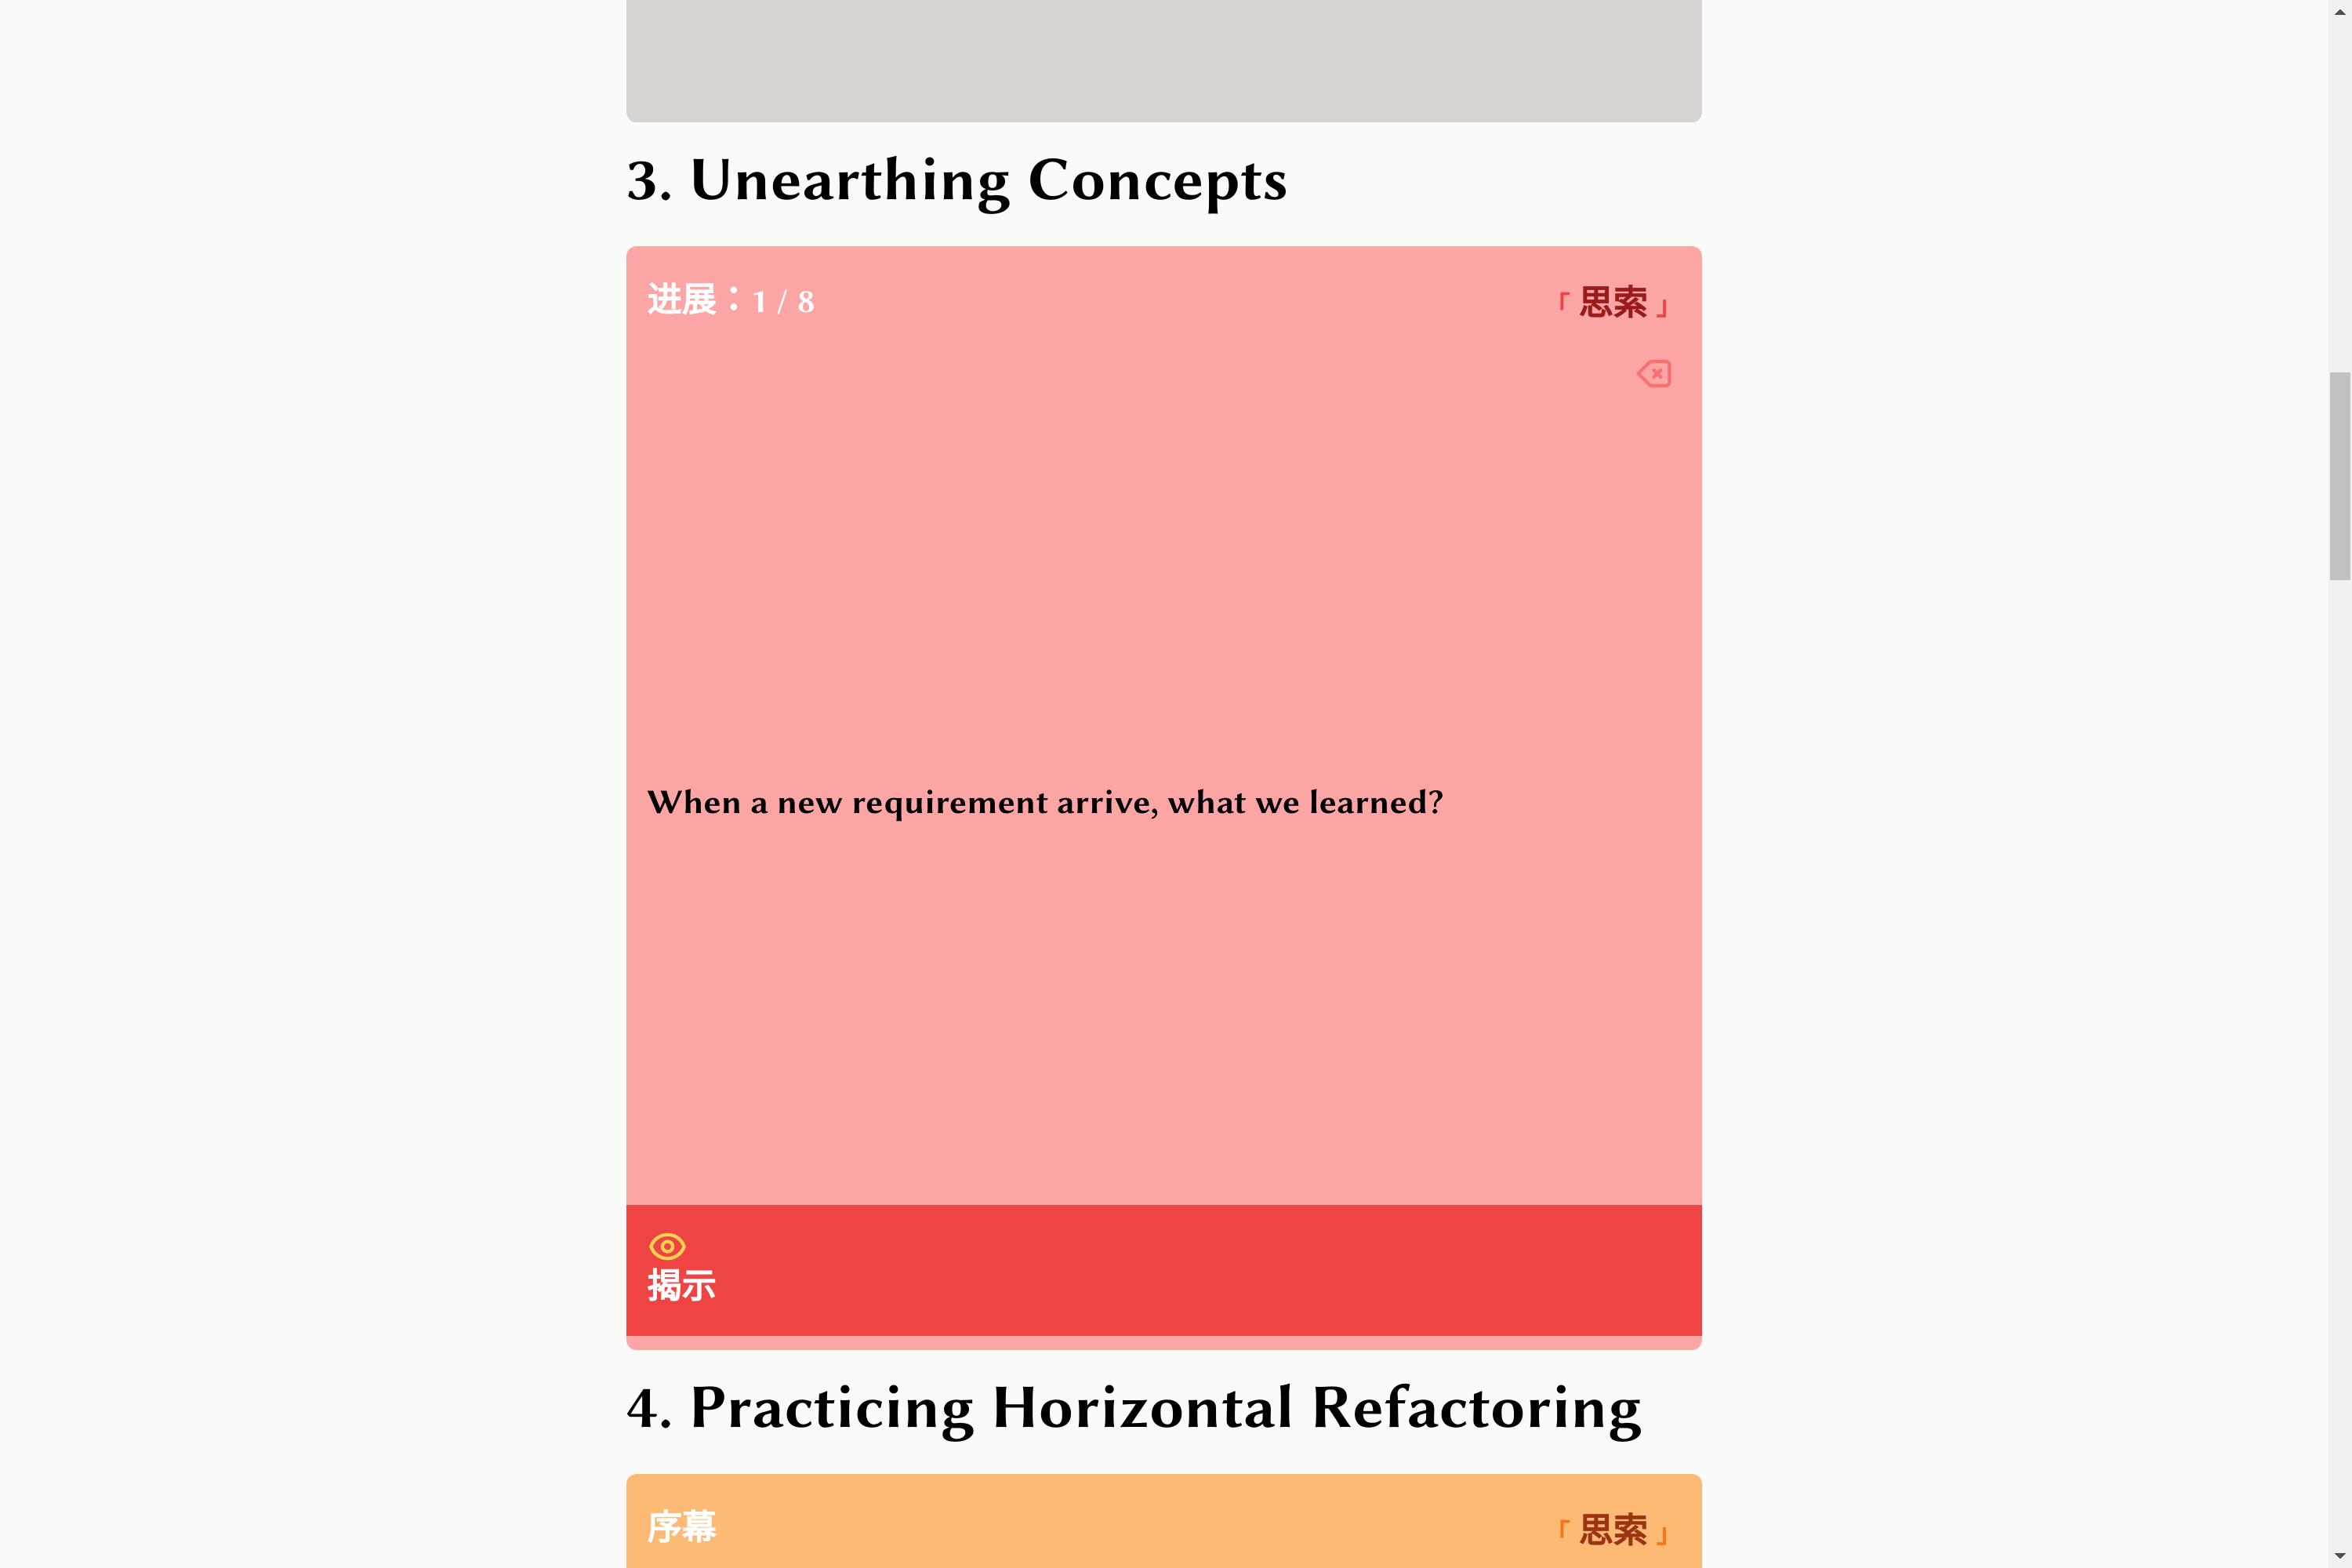 3. Unearthing Concepts
进展：1 / 8
「 思索 」
When a new requirement arrive, what we learned?
揭示
4. Practicing Horizontal Refactoring
序幕
「 思索 」